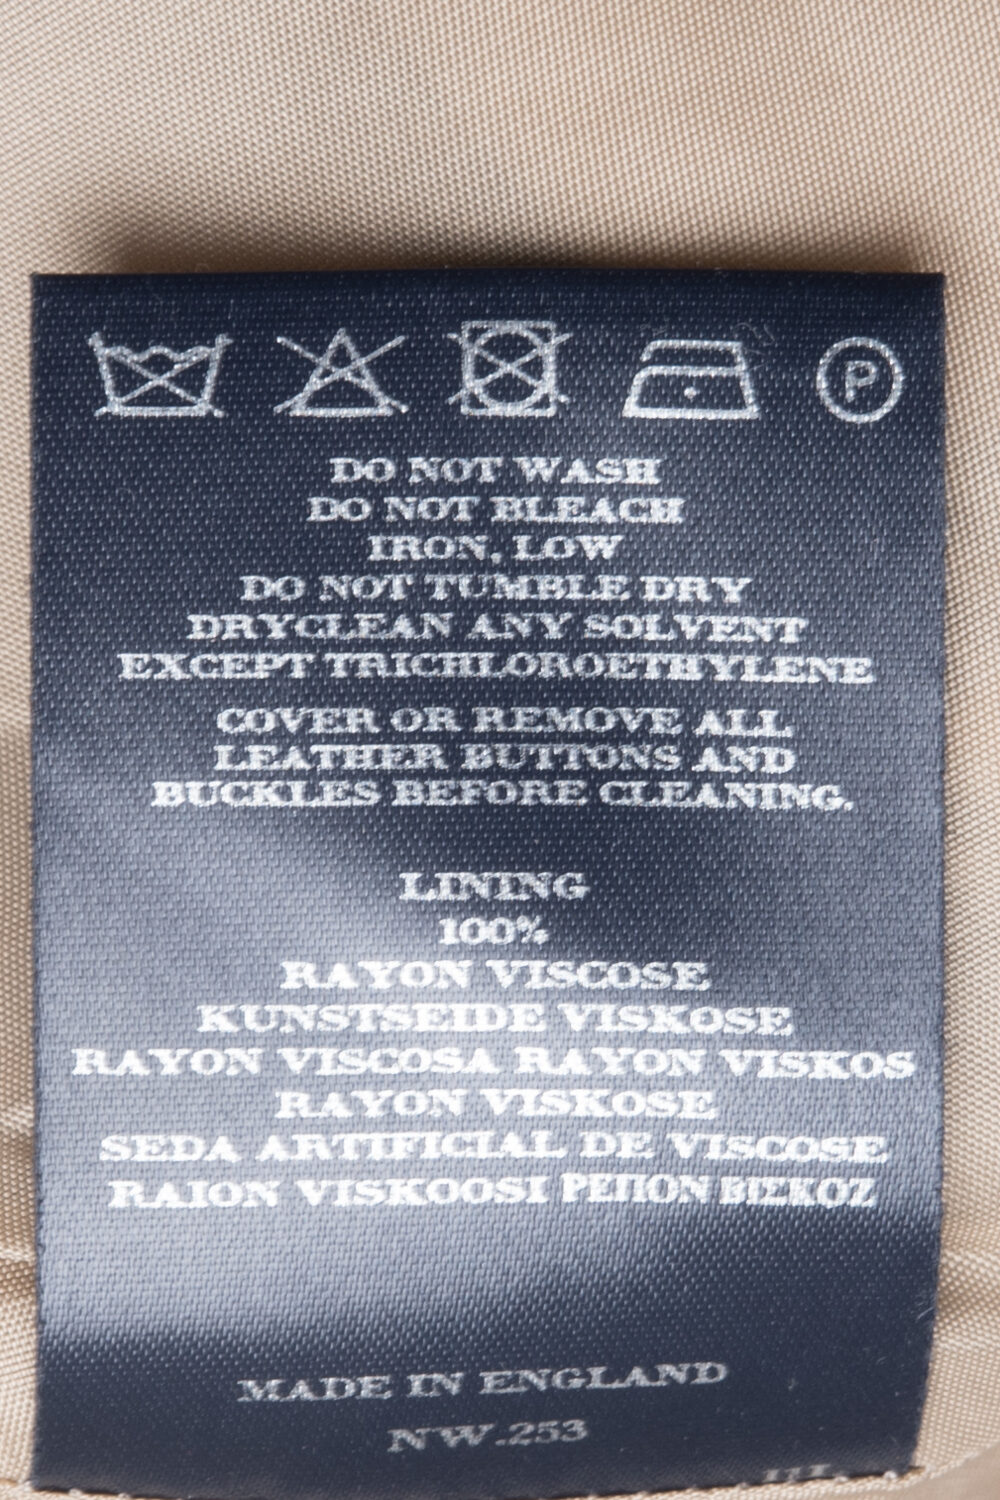 P
DO NOT WASH
DO NOT BLEACH
IRON, LOW
DO NOT TUMBLE DRY
DRYCLEAN ANY SOLVENT
EXCEPT TRICHLOROETHYLENE
COVER OR REMOVE ALL
LEATHER BUTTONS AND
BUCKLES BEFORE CLEANING.
LINING
100%
RAYON VISCOSE
KUNSTSEIDE VISKOSE
RAYON VISCOSA RAYON VISKOS
RAYON VISKOSE
SEDA ARTIFICIAL DE VISCOSE
RAION VISKOOSI ΡΕΠΟΝ ΒΙΣΚΟΖ
MADE IN ENGLAND
NW.253